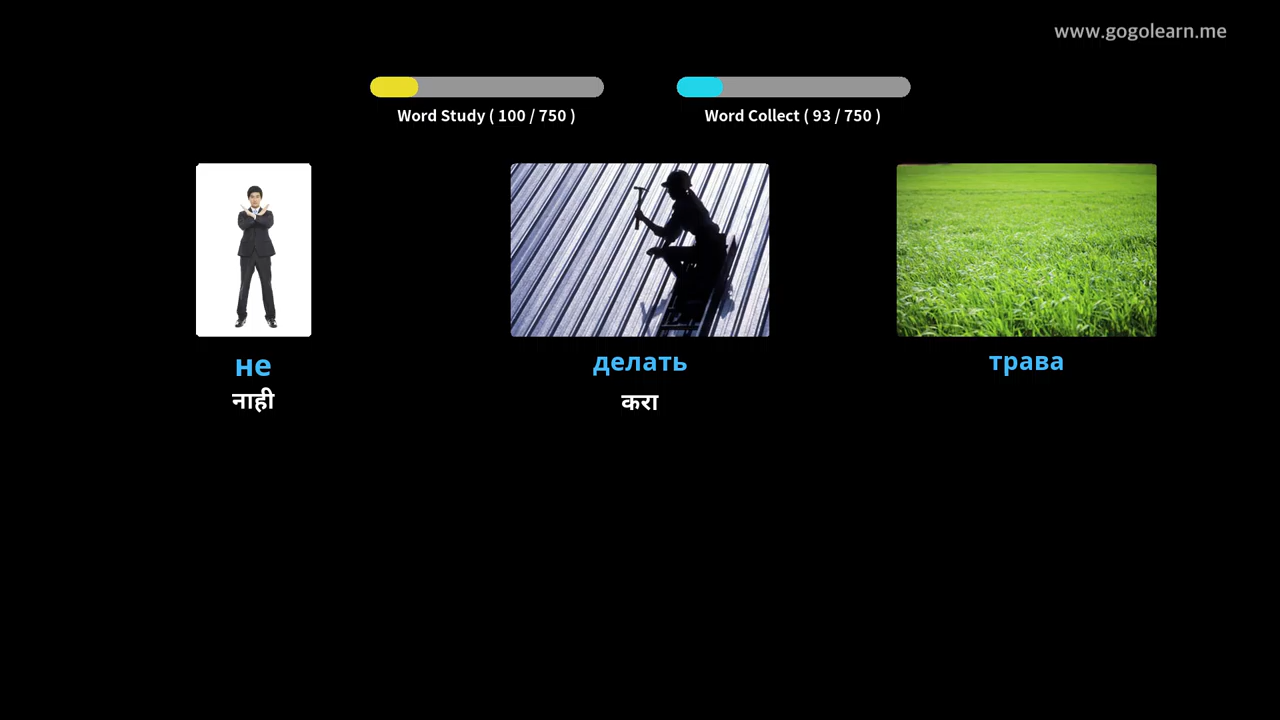 www.gogolearn.me
Word Study ( 100 / 750 )
Word Collect ( 93 / 750 )
не
делать
трава
नाही
करा